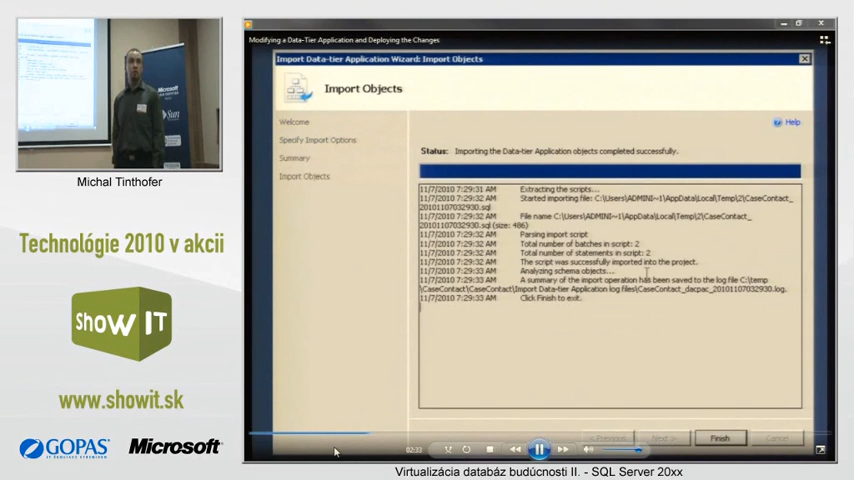 Michal Tinthofer
Technológie 2010 v akcii
Show IT
www.showit.sk
GOPAS
Microsoft
Microsoft
Sun
Modifying a Data-Tier Application and Deploying the Changes
Import Data-tier Application Wizard: Import Objects
Import Objects
Welcome
Specify Import Options
Summary
Import Objects
Help
Status: Importing the Data-tier Application objects completed successfully.
11/7/2010 7:29:31 AM Extracting the scripts...
11/7/2010 7:29:32 AM Started importing file: C:\Users\ADMINI~1\AppData\Local\Temp\2\CaseContact_
20101107032930.sql
11/7/2010 7:29:32 AM File name C:\Users\ADMINI~1\AppData\Local\Temp\2\CaseContact_
20101107032930.sql (size: 486)
11/7/2010 7:29:32 AM Parsing import script
11/7/2010 7:29:32 AM Total number of batches in script: 2
11/7/2010 7:29:32 AM Total number of statements in script: 2
11/7/2010 7:29:32 AM The script was successfully imported into the project.
11/7/2010 7:29:33 AM Analyzing schema objects...
11/7/2010 7:29:33 AM A summary of the import operation has been saved to the log file C:\temp
\CaseContact\CaseContact\Import Data-tier Application log files\CaseContact_dacpac_20101107032930.log.
11/7/2010 7:29:33 AM Click Finish to exit.
< Previous Next > Finish Cancel
02:33
Virtualizácia databáz budúcnosti II. - SQL Server 20xx